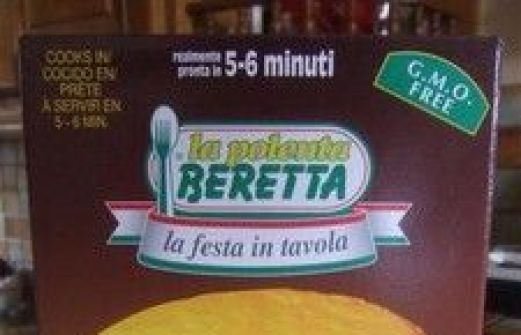 COOKS IN/
COCIDO EN/
PRÊTE
À SERVIR EN
5-6 MIN.
realmente
pronta in 5-6 minuti
G.M.O.
FREE
la polenta
BERETTA
la festa in tavola